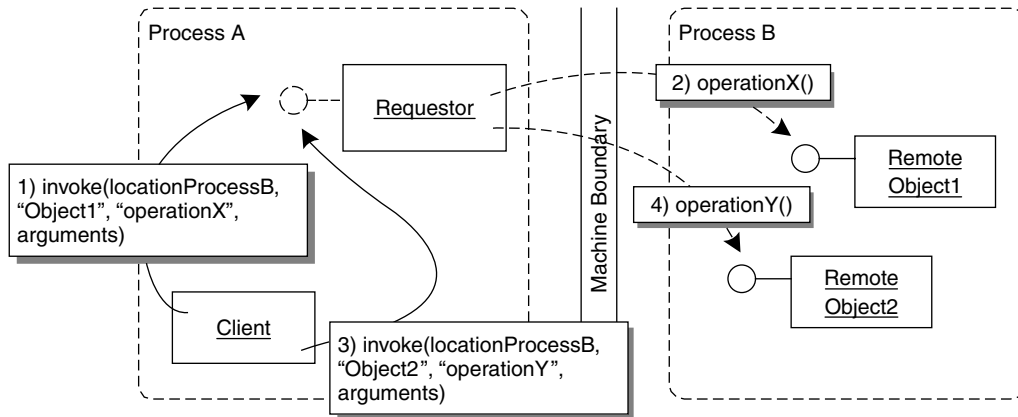 Process A
Process B
Requestor
2) operationX()
Remote
Object1
1) invoke(locationProcessB,
“Object1”, “operationX”,
arguments)
4) operationY()
Machine Boundary
Remote
Object2
Client
3) invoke(locationProcessB,
“Object2”, “operationY”,
arguments)